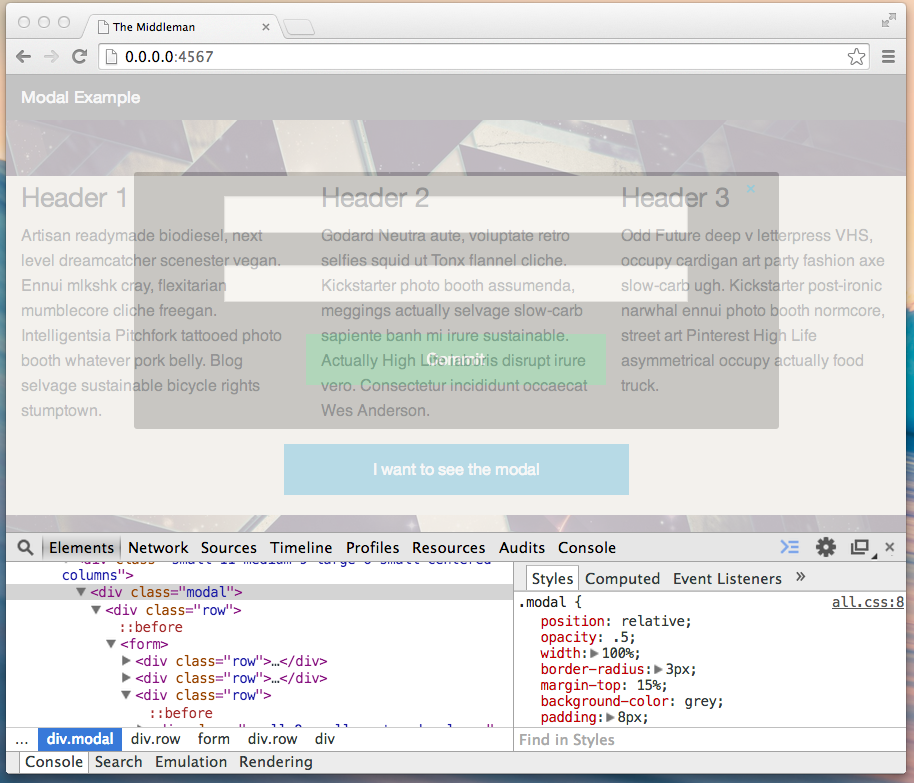 The Middleman
0.0.0.0:4567
Modal Example
Header 1
Artisan readymade biodiesel, next
level dreamcatcher scenester vegan.
Ennui mlkshk cray, flexitarian
mumblecore cliche freegan.
Intelligentsia Pitchfork tattooed photo
booth whatever pork belly. Blog
selvage sustainable bicycle rights
stumptown.
Header 2
Godard Neutra aute, voluptate retro
selfies squid ut Tonx flannel cliche.
Kickstarter photo booth assumenda,
meggings actually selvage slow-carb
sapiente banh mi irure sustainable.
Actually High Life laboris disrupt irure
vero. Consectetur incididunt occaecat
Wes Anderson.
Header 3
Odd Future deep v letterpress VHS,
occupy cardigan art party fashion axe
slow-carb ugh. Kickstarter post-ironic
narwhal ennui photo booth normcore,
street art Pinterest High Life
asymmetrical occupy actually food
truck.
×
I want to see the modal
Elements Network Sources Timeline Profiles Resources Audits Console
columns">
▼<div class="modal">
▼<div class="row">
::before
▼<form>
▶<div class="row">…</div>
▶<div class="row">…</div>
▼<div class="row">
::before
... div.modal div.row form div.row div
Styles Computed Event Listeners »
.modal { all.css:8
position: relative;
opacity: .5;
width:▶100%;
border-radius:▶3px;
margin-top: 15%;
background-color: grey;
padding:▶8px;
Find in Styles
Console Search Emulation Rendering